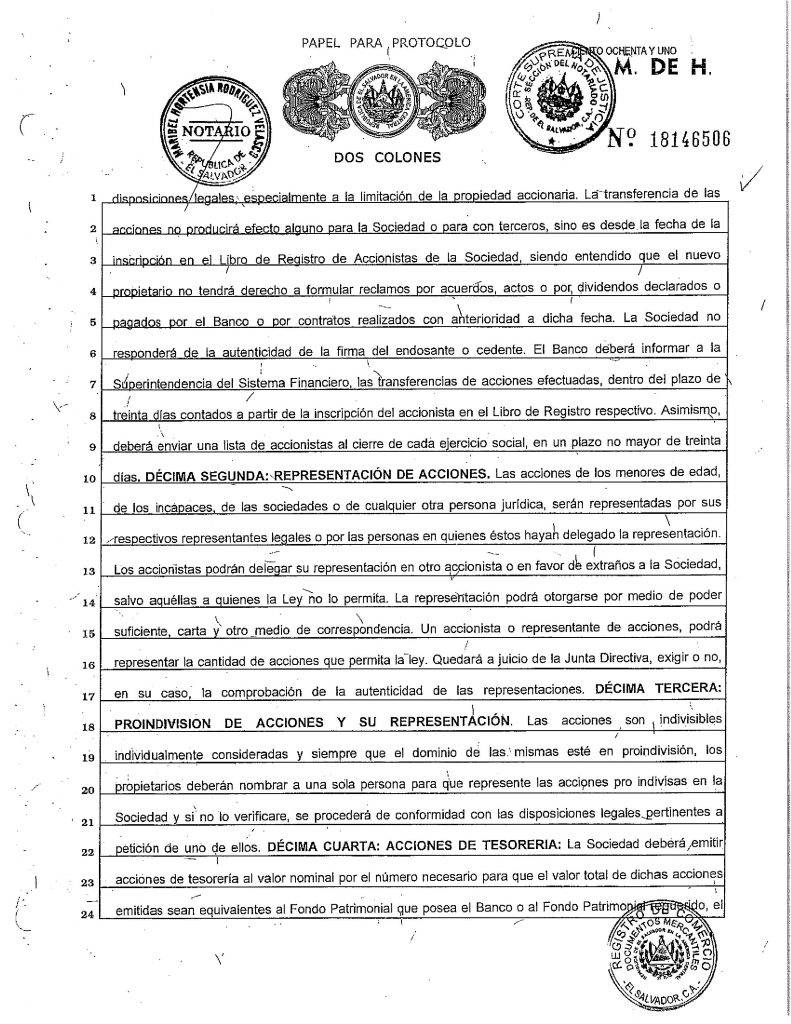 PAPEL PARA PROTOCOLO
CIENTO OCHENTA Y UNO
M. DE H.
MARIBEL HORTENSIA RODRIGUEZ VELASCO
NOTARIO
REPUBLICA DE EL SALVADOR
REPUBLICA DE EL SALVADOR EN LA AMERICA CENTRAL
CORTE SUPREMA DE JUSTICIA
SECCION DEL NOTARIADO
REP. DE EL SALVADOR, C.A.
Nº 18146506
DOS COLONES
1 disposiciones legales; especialmente a la limitación de la propiedad accionaria. La transferencia de las
2 acciones no producirá efecto alguno para la Sociedad o para con terceros, sino es desde la fecha de la
3 inscripción en el Libro de Registro de Accionistas de la Sociedad, siendo entendido que el nuevo
4 propietario no tendrá derecho a formular reclamos por acuerdos, actos o por dividendos declarados o
5 pagados por el Banco o por contratos realizados con anterioridad a dicha fecha. La Sociedad no
6 responderá de la autenticidad de la firma del endosante o cedente. El Banco deberá informar a la
7 Superintendencia del Sistema Financiero, las transferencias de acciones efectuadas, dentro del plazo de
8 treinta días contados a partir de la inscripción del accionista en el Libro de Registro respectivo. Asimismo,
9 deberá enviar una lista de accionistas al cierre de cada ejercicio social, en un plazo no mayor de treinta
10 días. DÉCIMA SEGUNDA: REPRESENTACIÓN DE ACCIONES. Las acciones de los menores de edad,
11 de los incapaces, de las sociedades o de cualquier otra persona jurídica, serán representadas por sus
12 respectivos representantes legales o por las personas en quienes éstos hayan delegado la representación.
13 Los accionistas podrán delegar su representación en otro accionista o en favor de extraños a la Sociedad,
14 salvo aquéllas a quienes la Ley no lo permita. La representación podrá otorgarse por medio de poder
15 suficiente, carta y otro medio de correspondencia. Un accionista o representante de acciones, podrá
16 representar la cantidad de acciones que permita la ley. Quedará a juicio de la Junta Directiva, exigir o no,
17 en su caso, la comprobación de la autenticidad de las representaciones. DÉCIMA TERCERA:
18 PROINDIVISION DE ACCIONES Y SU REPRESENTACIÓN. Las acciones son indivisibles
19 individualmente consideradas y siempre que el dominio de las mismas esté en proindivisión, los
20 propietarios deberán nombrar a una sola persona para que represente las acciones pro indivisas en la
21 Sociedad y si no lo verificare, se procederá de conformidad con las disposiciones legales pertinentes a
22 petición de uno de ellos. DÉCIMA CUARTA: ACCIONES DE TESORERIA: La Sociedad deberá emitir
23 acciones de tesorería al valor nominal por el número necesario para que el valor total de dichas acciones
24 emitidas sean equivalentes al Fondo Patrimonial que posea el Banco o al Fondo Patrimonial requerido, el
REGISTRO DE COMERCIO
DOCUMENTOS MERCANTILES
EL SALVADOR, C.A.